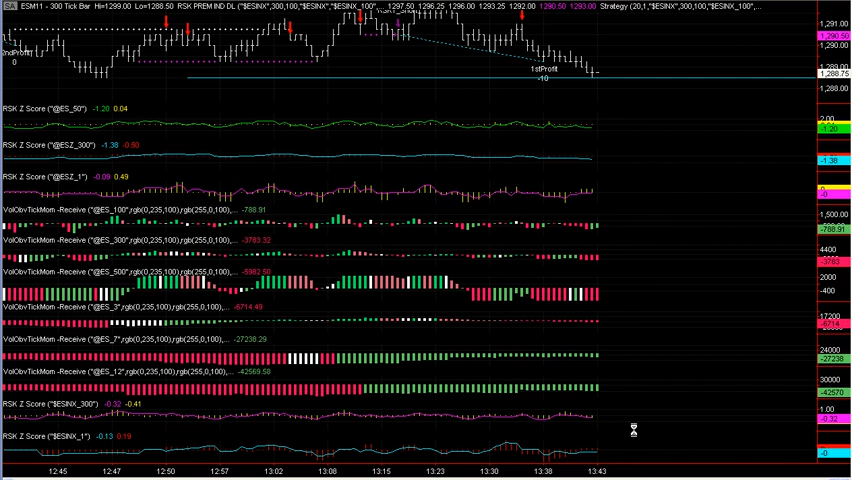 SA ESM11 - 300 Tick Bar Hi=1299.00 Lo=1288.50 RSK PREM IND DL ("$ESINX",300,100,"$ESINX","$ESINX_100",... 1297.50 1296.25 1296.00 1293.25 1292.00 1290.50 1293.00 Strategy (20,1,"$ESINX",300,100,"$ESINX_100",...
1,291.00
1,290.50
1,290.00
2ndProfit
0
1stProfit
-10
1,289.00
1,288.75
1,288.00
RSK Z Score ("@ES_50") -1.20 0.04
2.00
-1.20
RSK Z Score ("@ESZ_300") -1.38 -0.50
-1.38
RSK Z Score ("@ESZ_1") -0.09 0.49
-0
VolObvTickMom -Receive ("@ES_100",rgb(0,235,100),rgb(255,0,100),... -788.91
1,500.00
-788.91
VolObvTickMom -Receive ("@ES_300",rgb(0,235,100),rgb(255,0,100),... -3783.32
4400
-3783
VolObvTickMom -Receive ("@ES_500",rgb(0,235,100),rgb(255,0,100),... -5982.50
2000
-400
VolObvTickMom -Receive ("@ES_3",rgb(0,235,100),rgb(255,0,100),... -6714.49
17200
-6714
VolObvTickMom -Receive ("@ES_7",rgb(0,235,100),rgb(255,0,100),... -27238.29
24000
-27238
VolObvTickMom -Receive ("@ES_12",rgb(0,235,100),rgb(255,0,100),... -42569.58
30000
-42570
RSK Z Score ("$ESINX_300") -0.32 -0.41
1.00
-0.32
RSK Z Score ("$ESINX_1") -0.13 0.19
-0
12:45 12:47 12:50 12:57 13:02 13:08 13:15 13:23 13:30 13:38 13:43